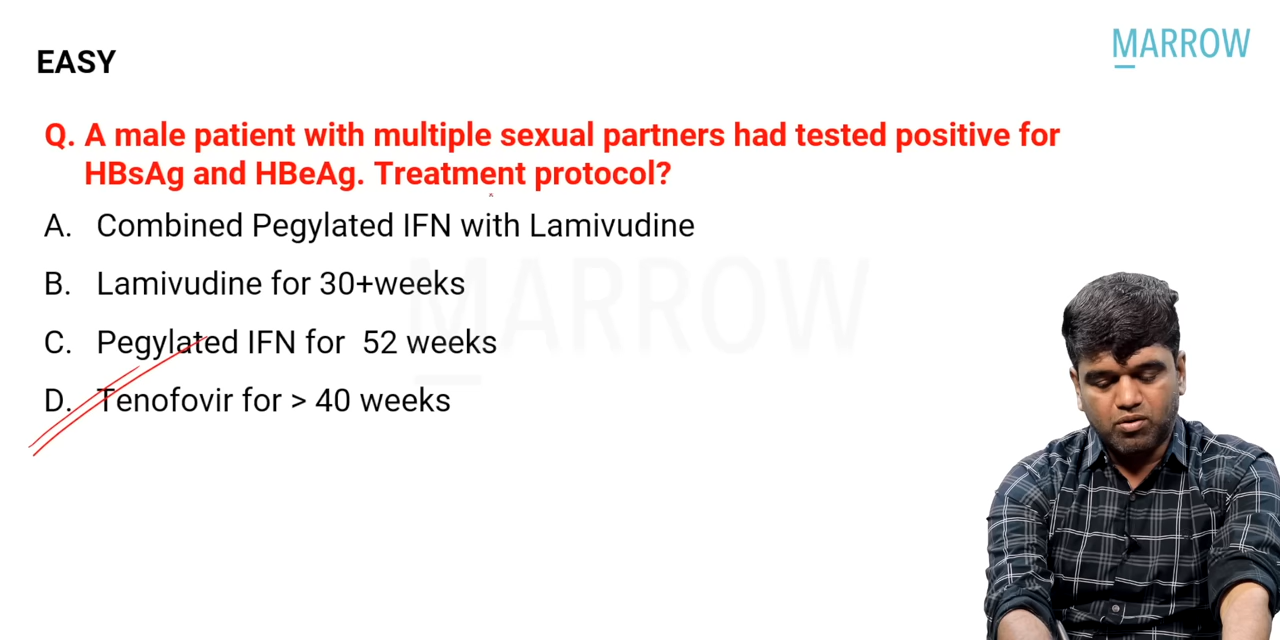 MARROW
EASY
Q. A male patient with multiple sexual partners had tested positive for
HBsAg and HBeAg. Treatment protocol?
A. Combined Pegylated IFN with Lamivudine
B. Lamivudine for 30+weeks
C. Pegylated IFN for 52 weeks
D. Tenofovir for > 40 weeks
MARROW